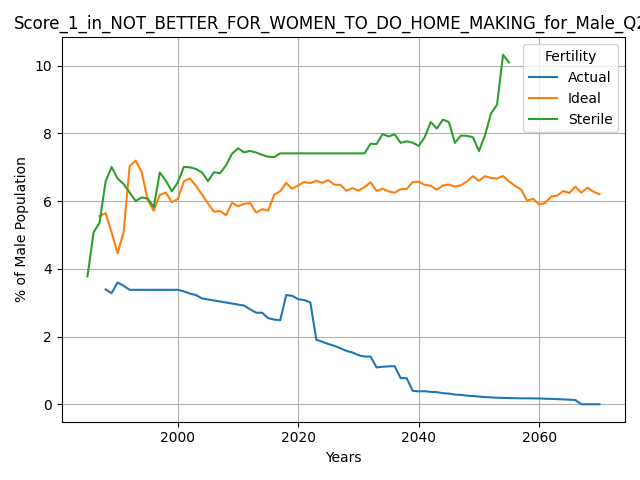 Score_1_in_NOT_BETTER_FOR_WOMEN_TO_DO_HOME_MAKING_for_Male_Q2
Fertility
Actual
Ideal
Sterile
% of Male Population
10
8
6
4
2
0
2000
2020
2040
2060
Years